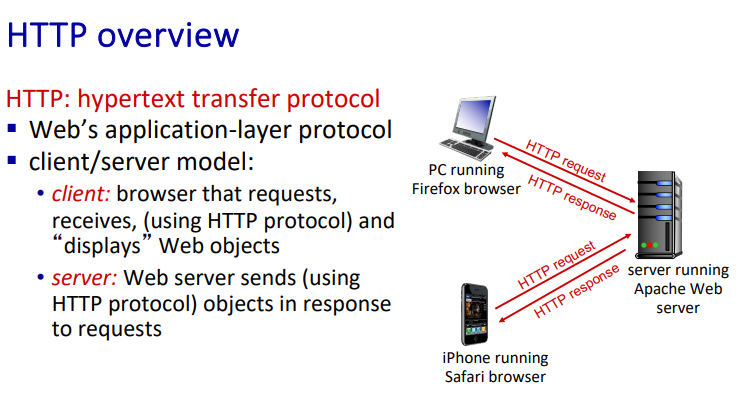 HTTP overview
HTTP: hypertext transfer protocol
▪ Web’s application-layer protocol
▪ client/server model:
• client: browser that requests,
receives, (using HTTP protocol) and
“displays” Web objects
• server: Web server sends (using
HTTP protocol) objects in response
to requests
PC running
Firefox browser
HTTP request
HTTP response
server running
Apache Web
server
HTTP request
HTTP response
iPhone running
Safari browser